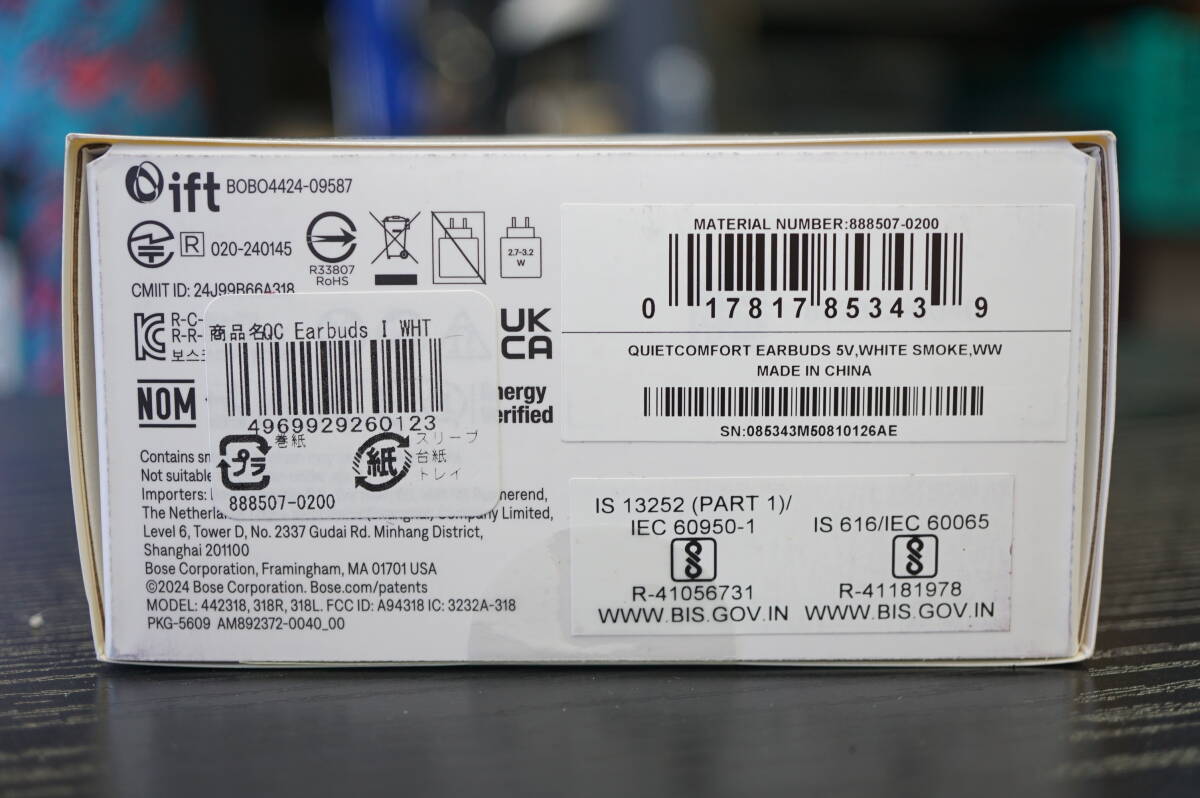 ift BOBO4424-09587
R 020-240145
R33807
RoHS
2.7-3.2
W
CMIIT ID: 24J99B66A318
R-C-
R-R-
보스
UK
CA
NOM
nergy
erified
商品名QC Earbuds I WHT
4969929260123
プラ
巻紙
紙
スリーブ
台紙
トレイ
888507-0200
Contains sm
Not suitable
Importers:
merend,
The Netherlan
(Shanghai) Company Limited,
Level 6, Tower D, No. 2337 Gudai Rd. Minhang District,
Shanghai 201100
Bose Corporation, Framingham, MA 01701 USA
©2024 Bose Corporation. Bose.com/patents
MODEL: 442318, 318R, 318L. FCC ID: A94318 IC: 3232A-318
PKG-5609 AM892372-0040_00
MATERIAL NUMBER:888507-0200
0 17817 85343 9
QUIETCOMFORT EARBUDS 5V,WHITE SMOKE,WW
MADE IN CHINA
SN:085343M50810126AE
IS 13252 (PART 1)/
IEC 60950-1
R-41056731
WWW.BIS.GOV.IN
IS 616/IEC 60065
R-41181978
WWW.BIS.GOV.IN